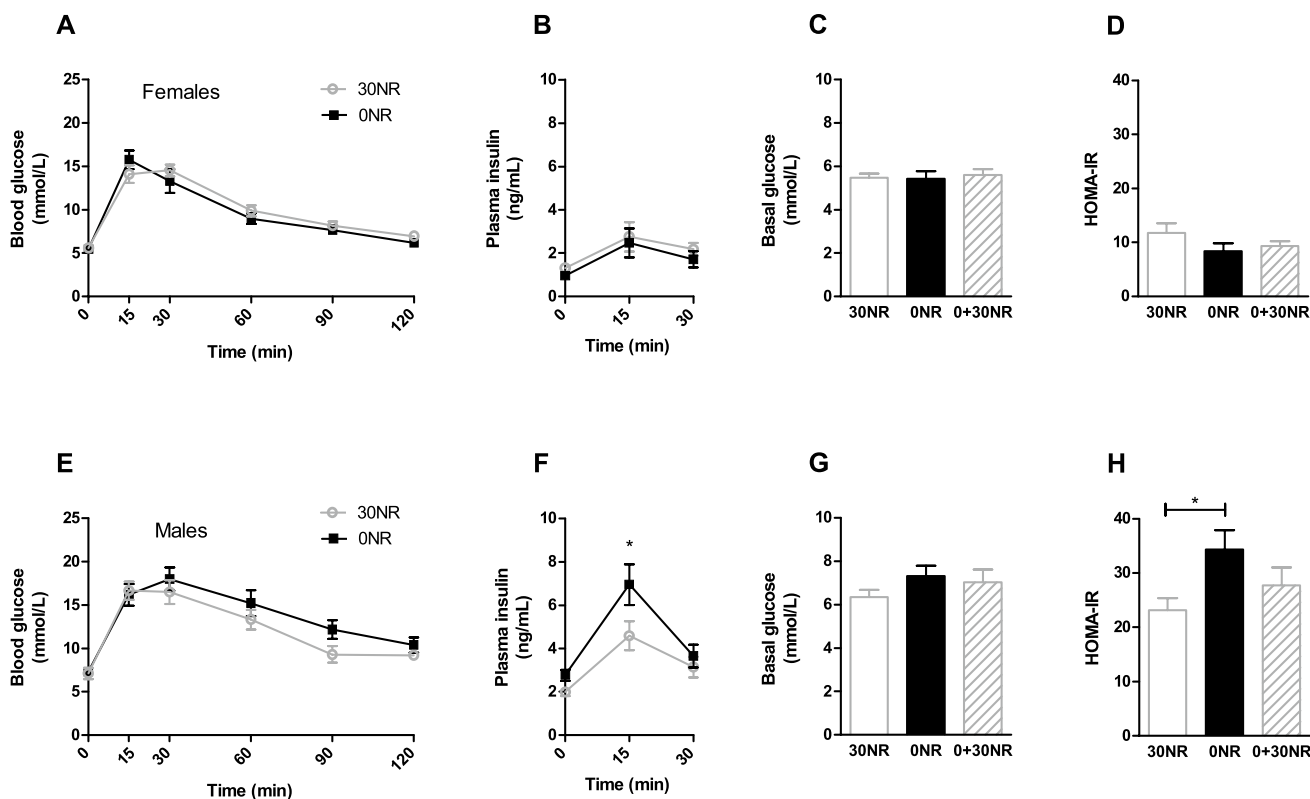 A
B
C
D
Females
30NR
0NR
Blood glucose
(mmol/L)
25
20
15
10
5
0
0
15
30
60
90
120
Time (min)
Plasma insulin
(ng/mL)
10
8
6
4
2
0
0
15
30
Time (min)
Basal glucose
(mmol/L)
10
8
6
4
2
0
30NR 0NR 0+30NR
HOMA-IR
40
30
20
10
0
30NR 0NR 0+30NR
E
F
G
H
Males
30NR
0NR
Blood glucose
(mmol/L)
25
20
15
10
5
0
0
15
30
60
90
120
Time (min)
Plasma insulin
(ng/mL)
10
8
6
4
2
0
*
0
15
30
Time (min)
Basal glucose
(mmol/L)
10
8
6
4
2
0
30NR 0NR 0+30NR
HOMA-IR
*
40
30
20
10
0
30NR 0NR 0+30NR